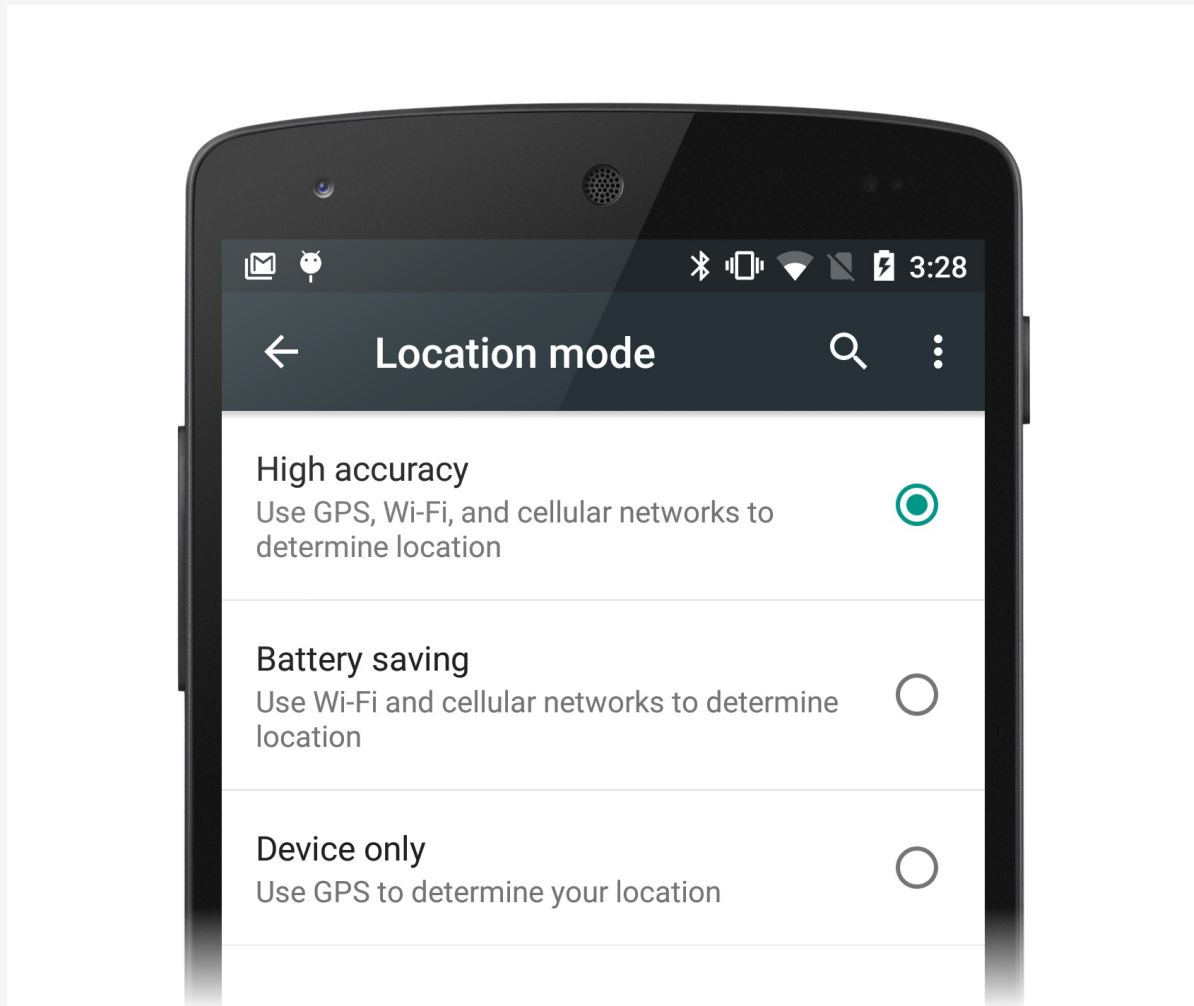 3:28
Location mode
High accuracy
Use GPS, Wi-Fi, and cellular networks to
determine location
Battery saving
Use Wi-Fi and cellular networks to determine
location
Device only
Use GPS to determine your location